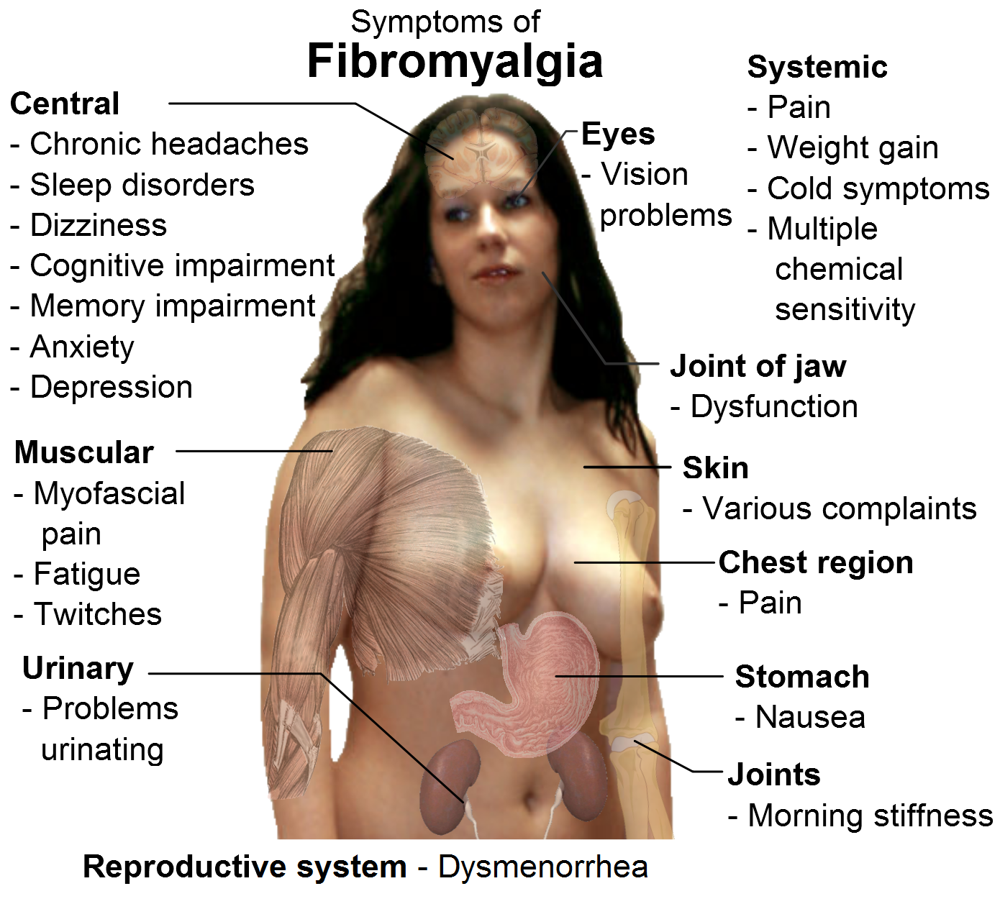 Symptoms of
Fibromyalgia
Central
- Chronic headaches
- Sleep disorders
- Dizziness
- Cognitive impairment
- Memory impairment
- Anxiety
- Depression
Muscular
- Myofascial
pain
- Fatigue
- Twitches
Urinary
- Problems
urinating
Eyes
- Vision
problems
Systemic
- Pain
- Weight gain
- Cold symptoms
- Multiple
chemical
sensitivity
Joint of jaw
- Dysfunction
Skin
- Various complaints
Chest region
- Pain
Stomach
- Nausea
Joints
- Morning stiffness
Reproductive system - Dysmenorrhea